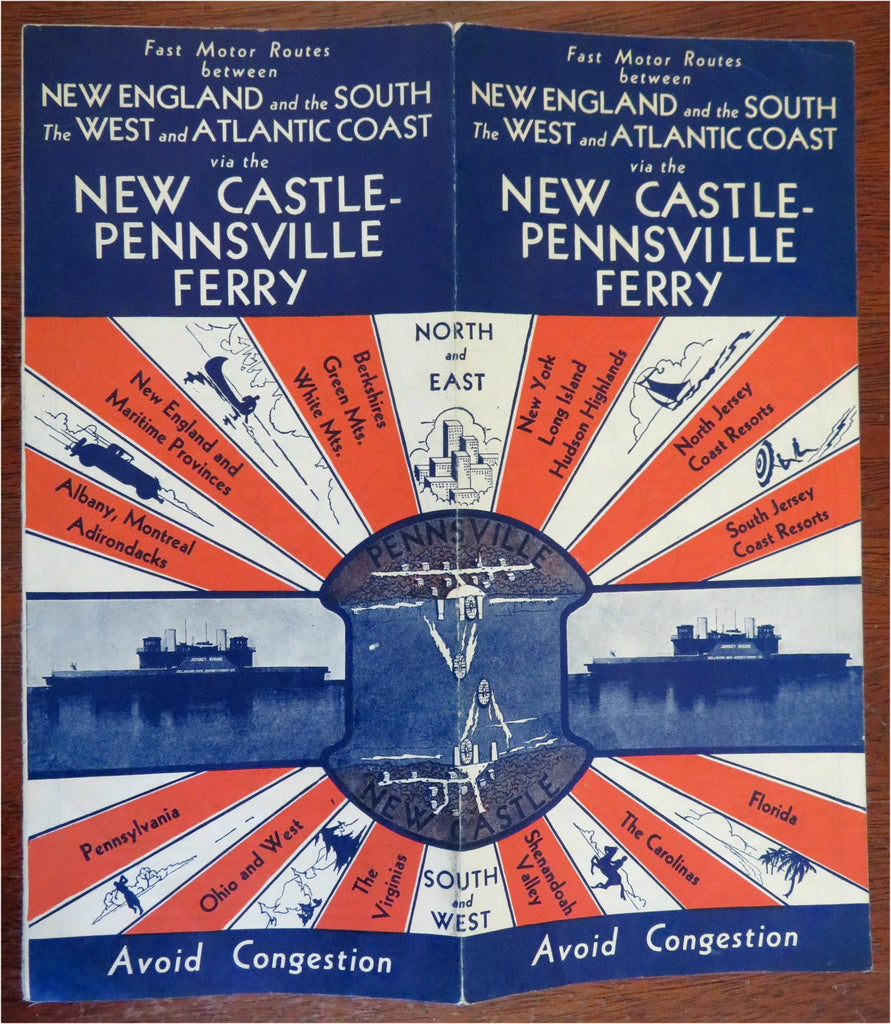 Fast Motor Routes
between
NEW ENGLAND and the SOUTH
The WEST and ATLANTIC COAST
via the
NEW CASTLE-
PENNSVILLE
FERRY
Fast Motor Routes
between
NEW ENGLAND and the SOUTH
The WEST and ATLANTIC COAST
via the
NEW CASTLE-
PENNSVILLE
FERRY
NORTH
and
EAST
Albany, Montreal
Adirondacks
New England and
Maritime Provinces
Berkshires
Green Mts.
White Mts.
New York
Long Island
Hudson Highlands
North Jersey
Coast Resorts
South Jersey
Coast Resorts
PENNSVILLE
JERSEY SHORE
JERSEY SHORE
NEW CASTLE
Pennsylvania
Ohio and West
The
Virginias
SOUTH
and
WEST
Shenandoah
Valley
The Carolinas
Florida
Avoid Congestion
Avoid Congestion